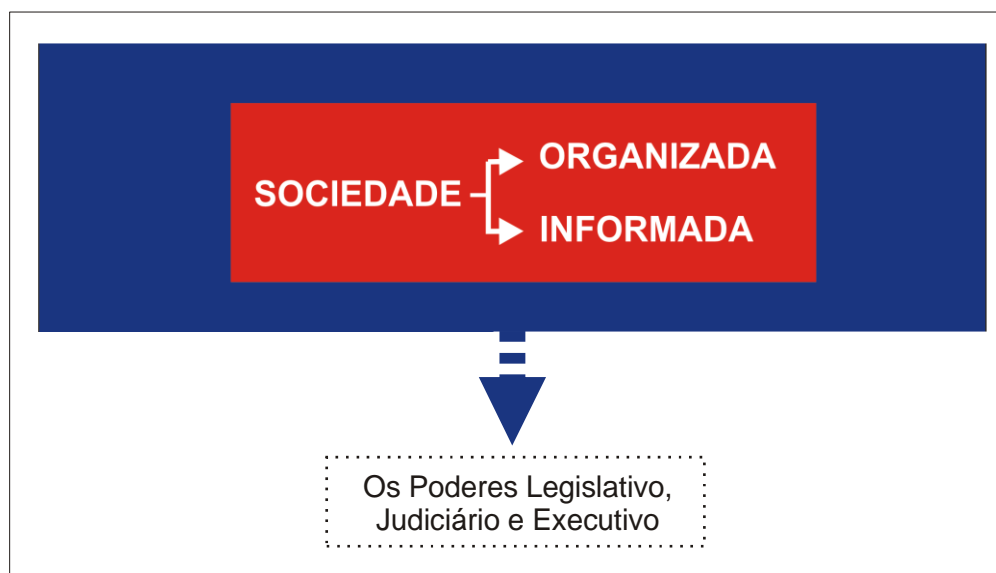 SOCIEDADE
ORGANIZADA
INFORMADA
Os Poderes Legislativo,
Judiciário e Executivo